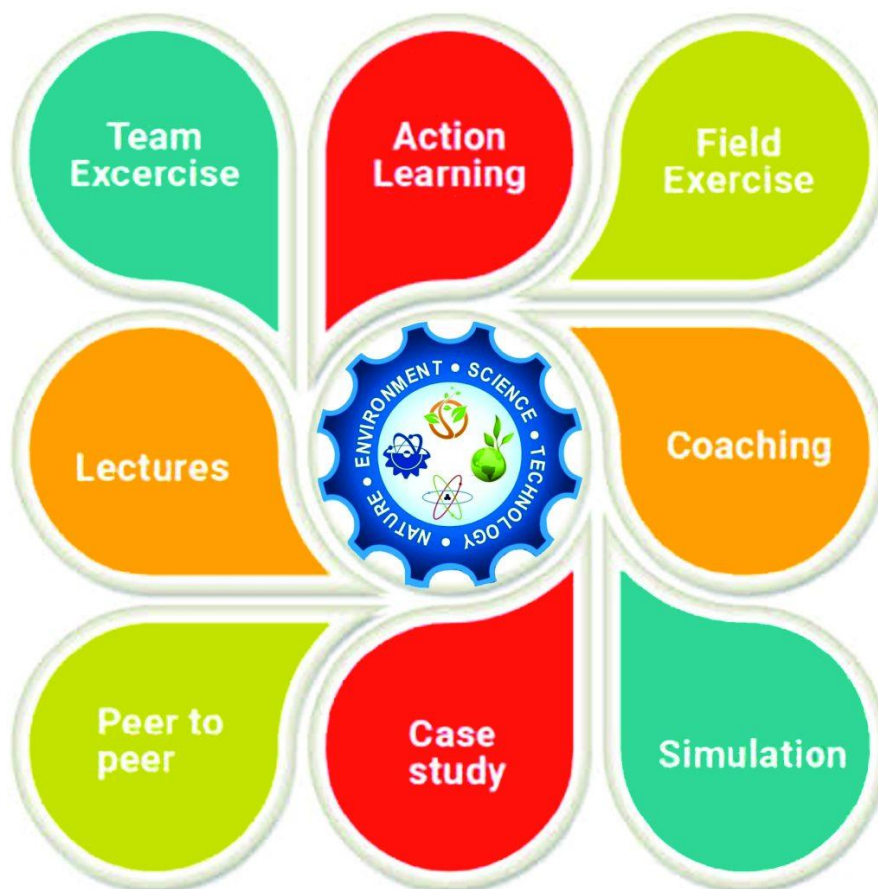 Team
Excercise
Action
Learning
Field
Exercise
Lectures
NATURE • ENVIRONMENT • SCIENCE • TECHNOLOGY •
Coaching
Peer to
peer
Case
study
Simulation